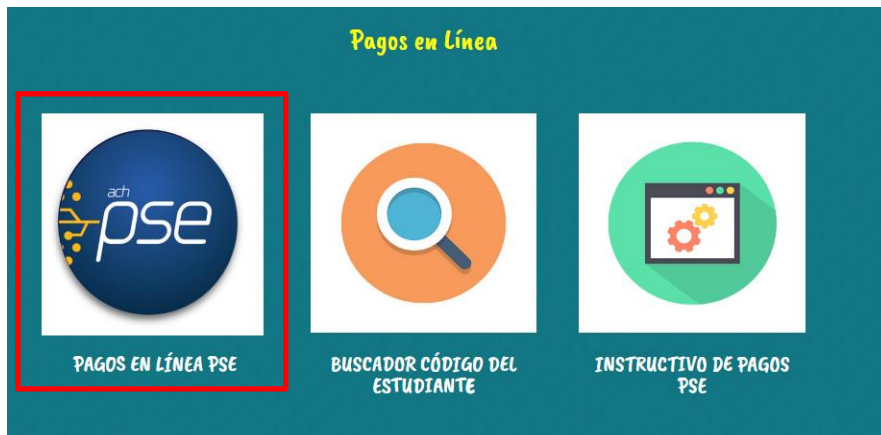 Pagos en Línea
ach
pse
PAGOS EN LÍNEA PSE
BUSCADOR CÓDIGO DEL
ESTUDIANTE
INSTRUCTIVO DE PAGOS
PSE